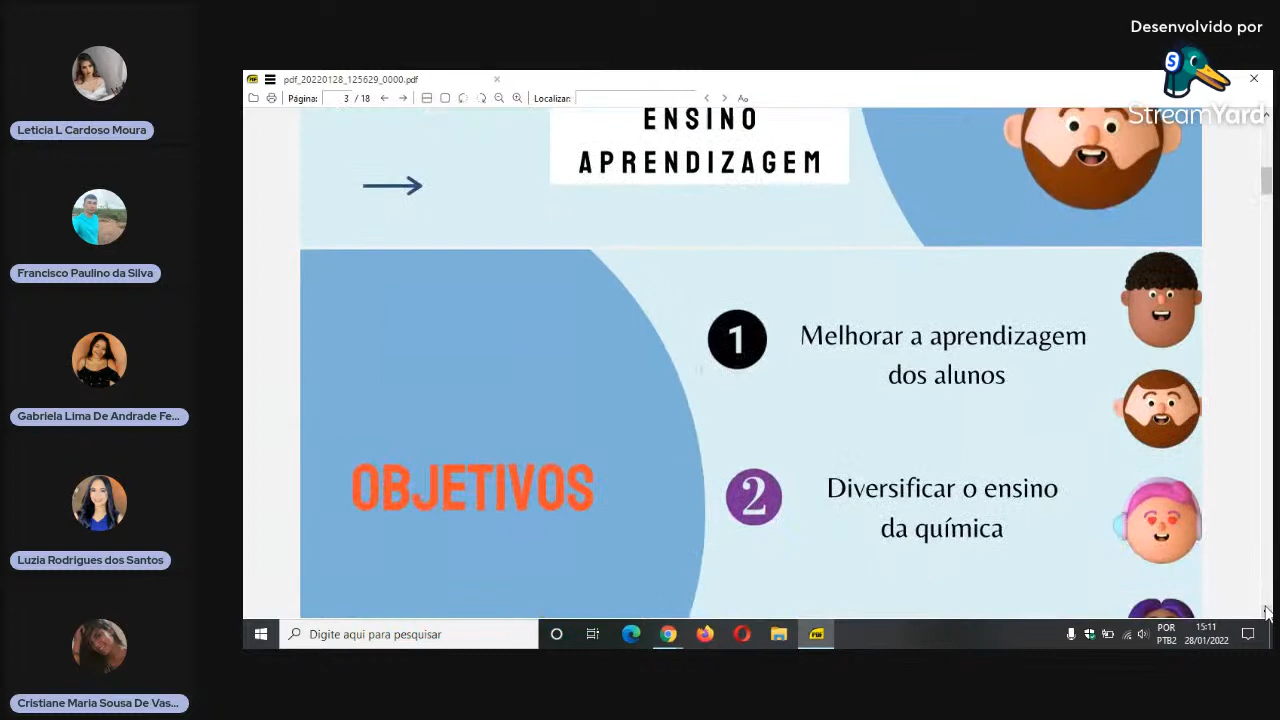 Desenvolvido por
StreamYard
Leticia L Cardoso Moura
Francisco Paulino da Silva
Gabriela Lima De Andrade Fe...
Luzia Rodrigues dos Santos
Cristiane Maria Sousa De Vas...
pdf_20220128_125629_0000.pdf
Página: 3 / 18 Localizar:
ENSINO
APRENDIZAGEM
OBJETIVOS
1 Melhorar a aprendizagem
dos alunos
2 Diversificar o ensino
da química
Digite aqui para pesquisar
POR
PTB2
15:11
28/01/2022